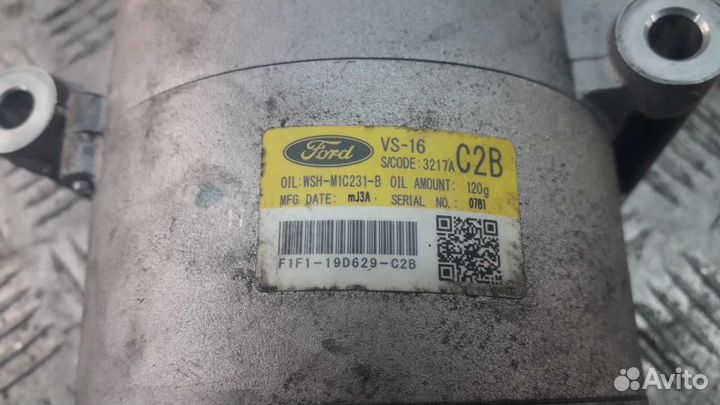 Ford
VS-16
S/CODE:3217A C2B
OIL:WSH-M1C231-B OIL AMOUNT: 120g
MFG DATE: mJ3A SERIAL NO.: 0781
F1F1-19D629-C2B
Avito